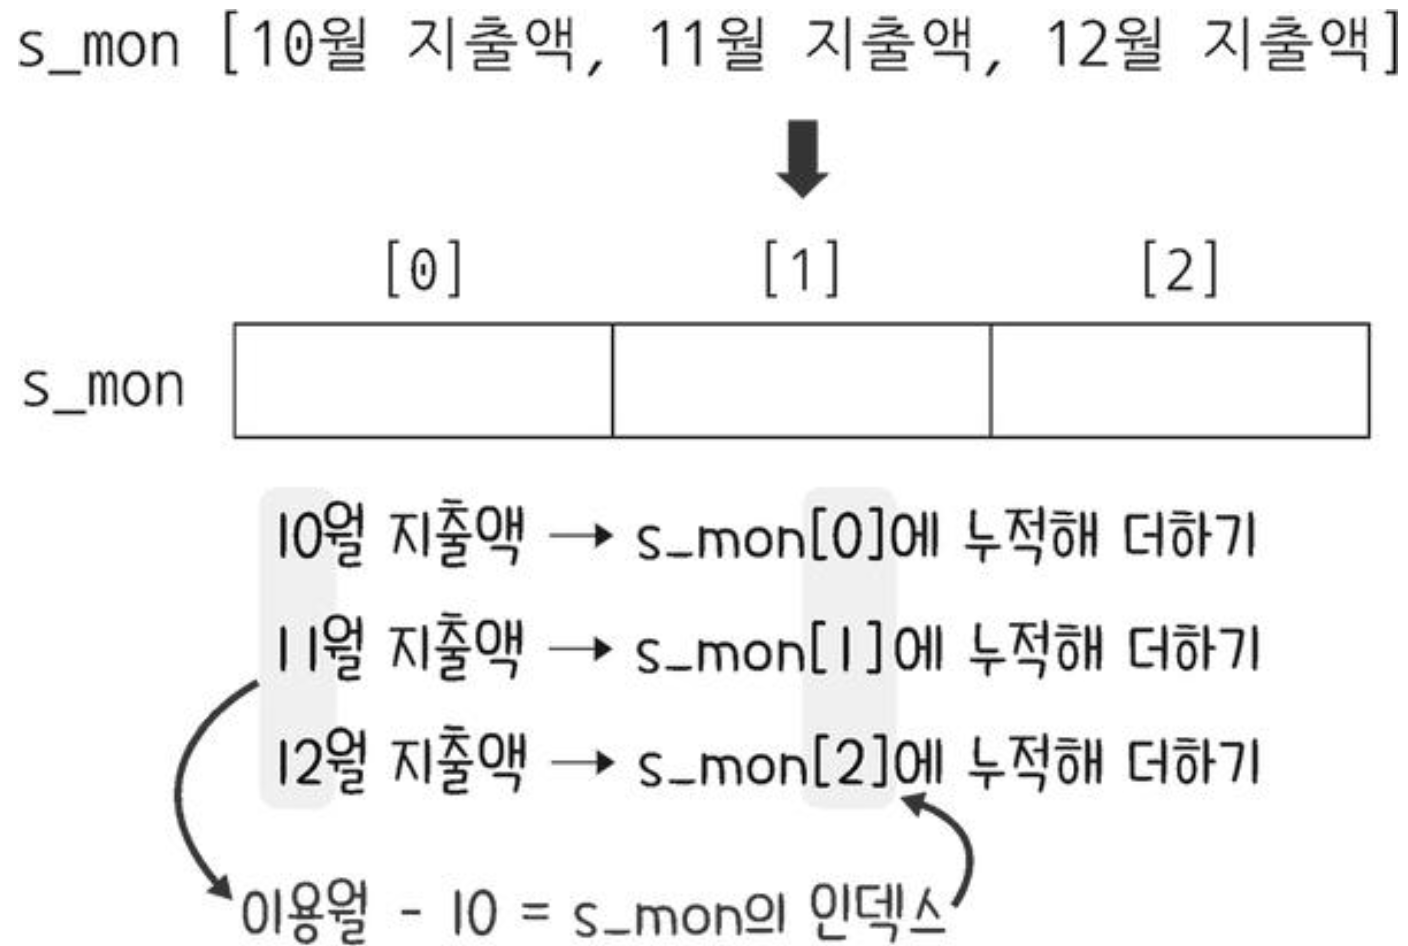 s_mon [10월 지출액, 11월 지출액, 12월 지출액]
[0] [1] [2]
s_mon
10월 지출액 → s_mon[0]에 누적해 더하기
11월 지출액 → s_mon[1]에 누적해 더하기
12월 지출액 → s_mon[2]에 누적해 더하기
이용월 - 10 = s_mon의 인덱스